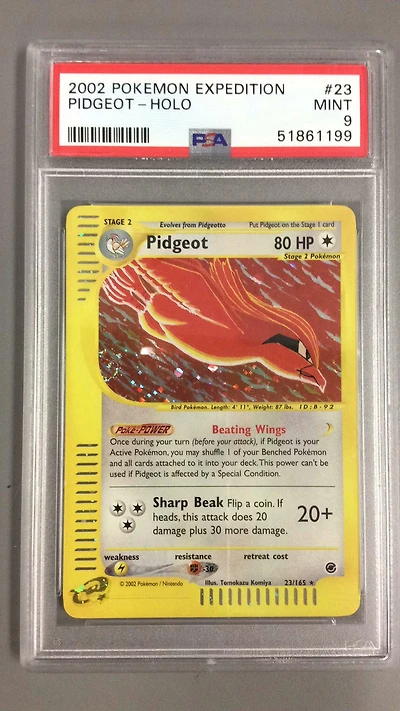 2002 POKEMON EXPEDITION #23
PIDGEOT - HOLO MINT
9
PSA 51861199
STAGE 2 Evolves from Pidgeotto Put Pidgeot on the Stage 1 card
Pidgeot 80 HP
Stage 2 Pokémon
Bird Pokémon. Length: 4' 11", Weight: 87 lbs. ID: B-92
POKé-POWER Beating Wings
Once during your turn (before your attack), if Pidgeot is your
Active Pokémon, you may shuffle 1 of your Benched Pokémon
and all cards attached to it into your deck. This power can't be
used if Pidgeot is affected by a Special Condition.
Sharp Beak Flip a coin. If
heads, this attack does 20
damage plus 30 more damage.
20+
weakness resistance retreat cost
-30
© 2002 Pokémon / Nintendo Illus. Tomokazu Komiya 23/165 ★